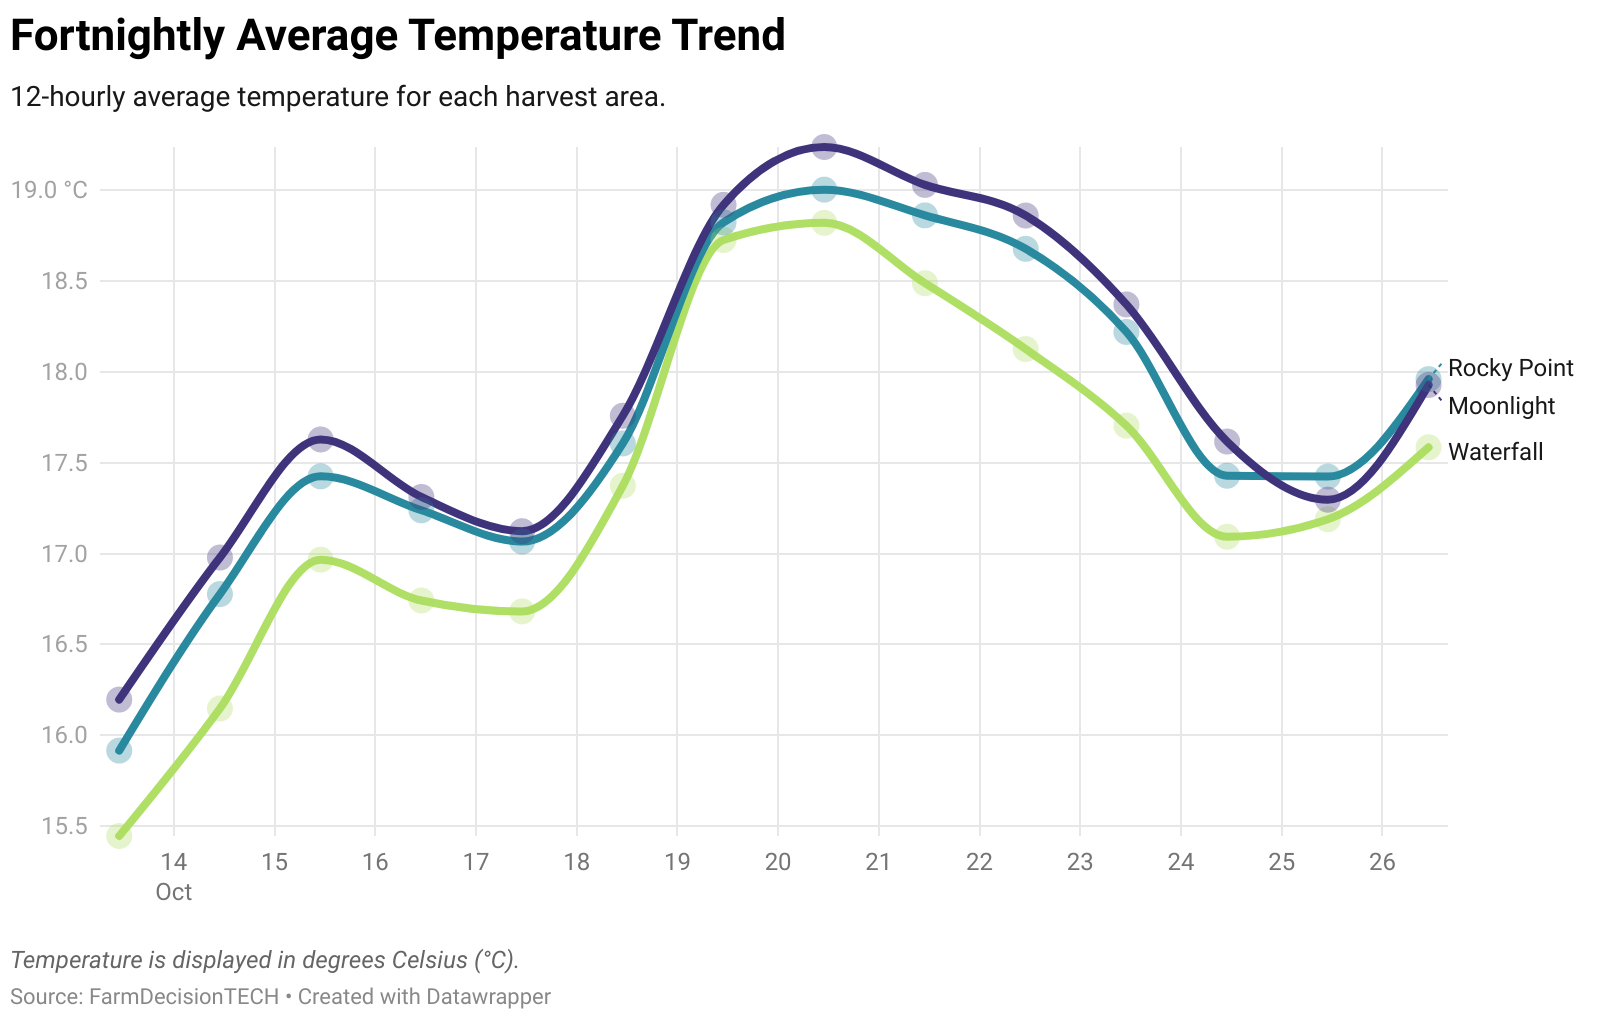 Fortnightly Average Temperature Trend
12-hourly average temperature for each harvest area.
19.0 °C
18.5
18.0
17.5
17.0
16.5
16.0
15.5
Rocky Point
Moonlight
Waterfall
14 15 16 17 18 19 20 21 22 23 24 25 26
Oct
Temperature is displayed in degrees Celsius (°C).
Source: FarmDecisionTECH • Created with Datawrapper